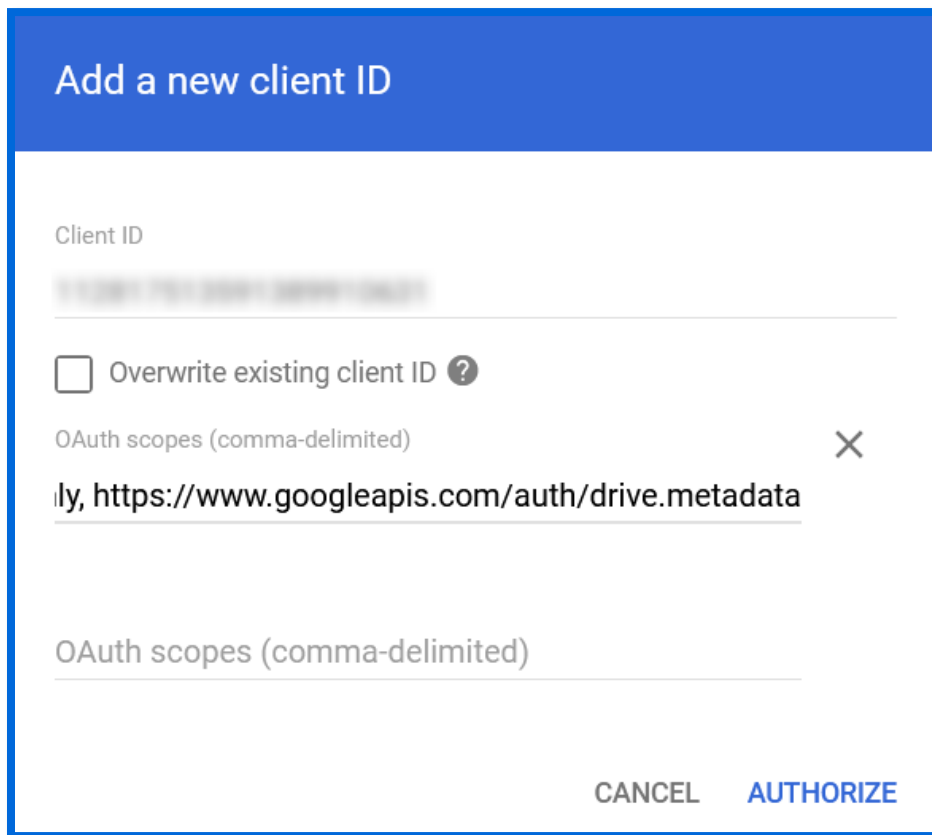 Add a new client ID
Client ID
Overwrite existing client ID ?
OAuth scopes (comma-delimited)
ly, https://www.googleapis.com/auth/drive.metadata
OAuth scopes (comma-delimited)
CANCEL AUTHORIZE